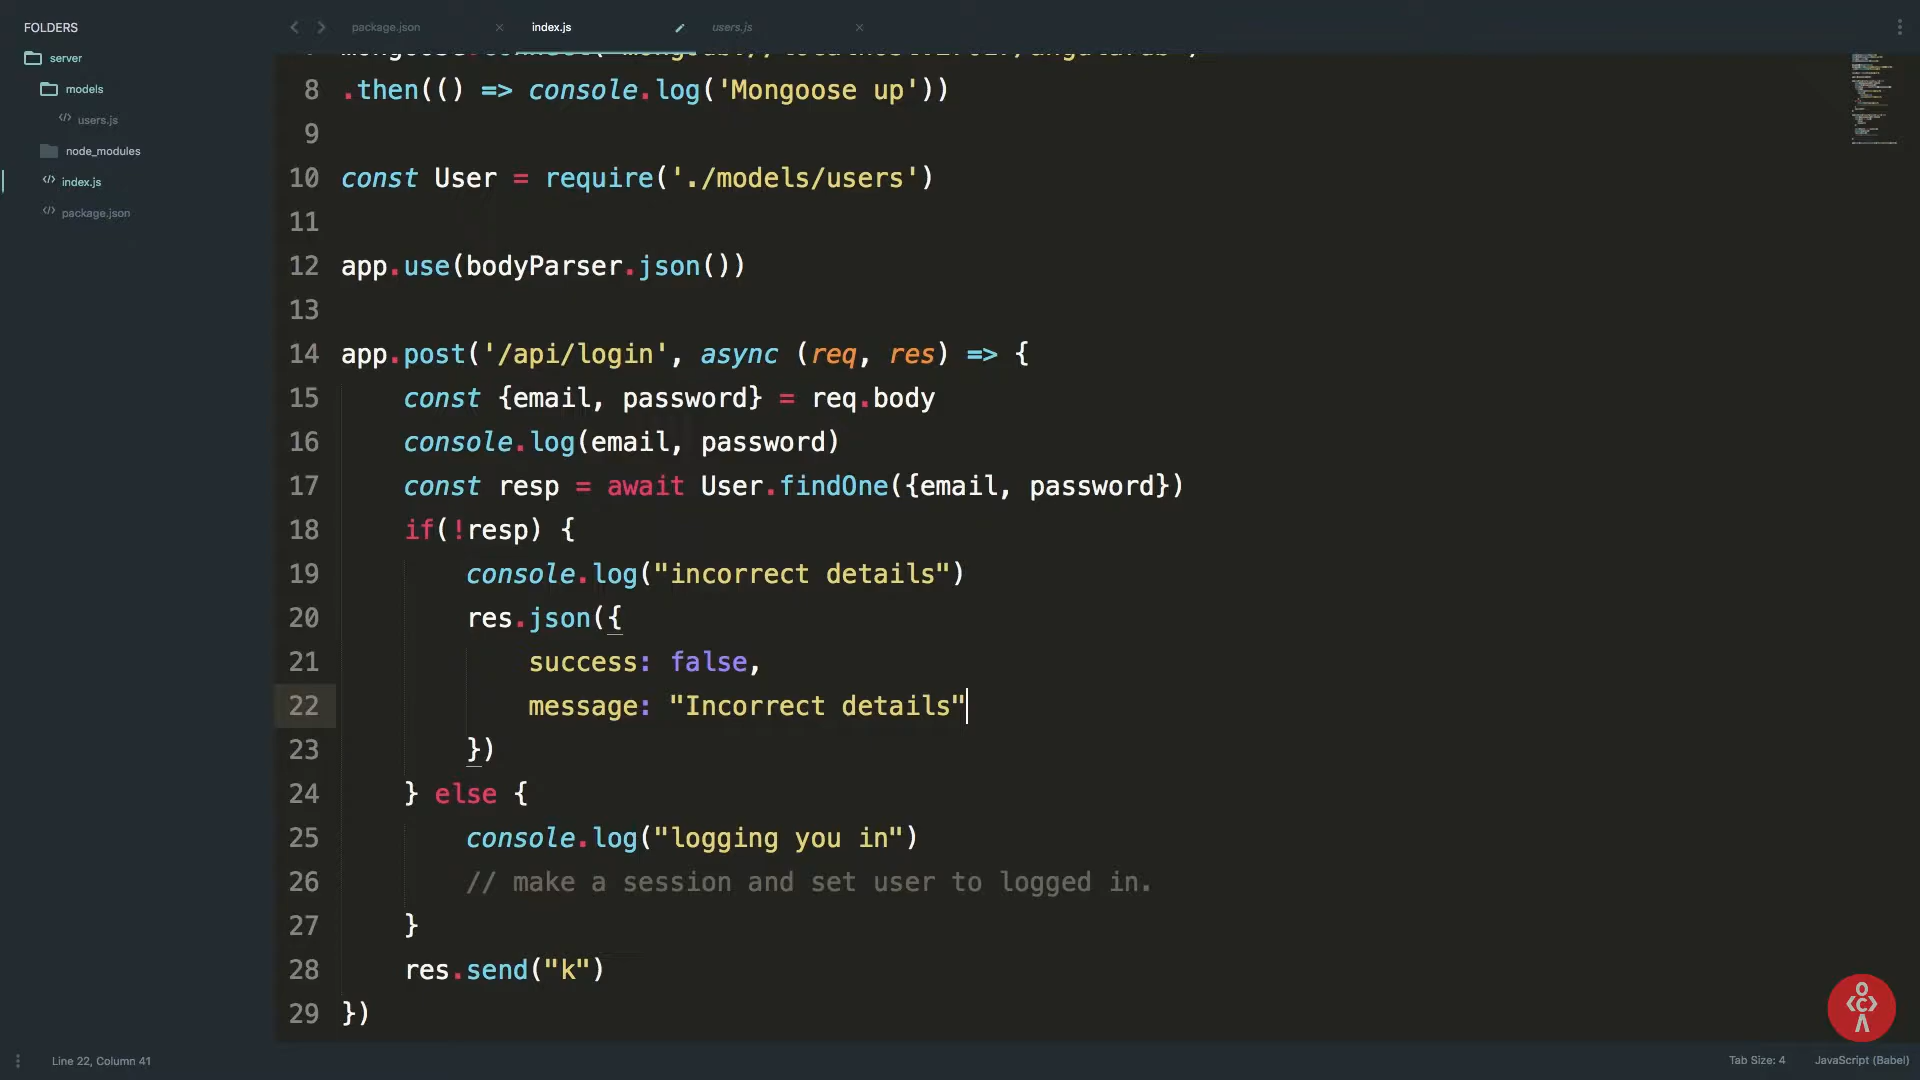 FOLDERS
server
models
users.js
node_modules
index.js
package.json
package.json
index.js
users.js
8 .then(() => console.log('Mongoose up'))
9
10 const User = require('./models/users')
11
12 app.use(bodyParser.json())
13
14 app.post('/api/login', async (req, res) => {
15 const {email, password} = req.body
16 console.log(email, password)
17 const resp = await User.findOne({email, password})
18 if(!resp) {
19 console.log("incorrect details")
20 res.json({
21 success: false,
22 message: "Incorrect details"
23 })
24 } else {
25 console.log("logging you in")
26 // make a session and set user to logged in.
27 }
28 res.send("k")
29 })
Line 22, Column 41
Tab Size: 4
JavaScript (Babel)